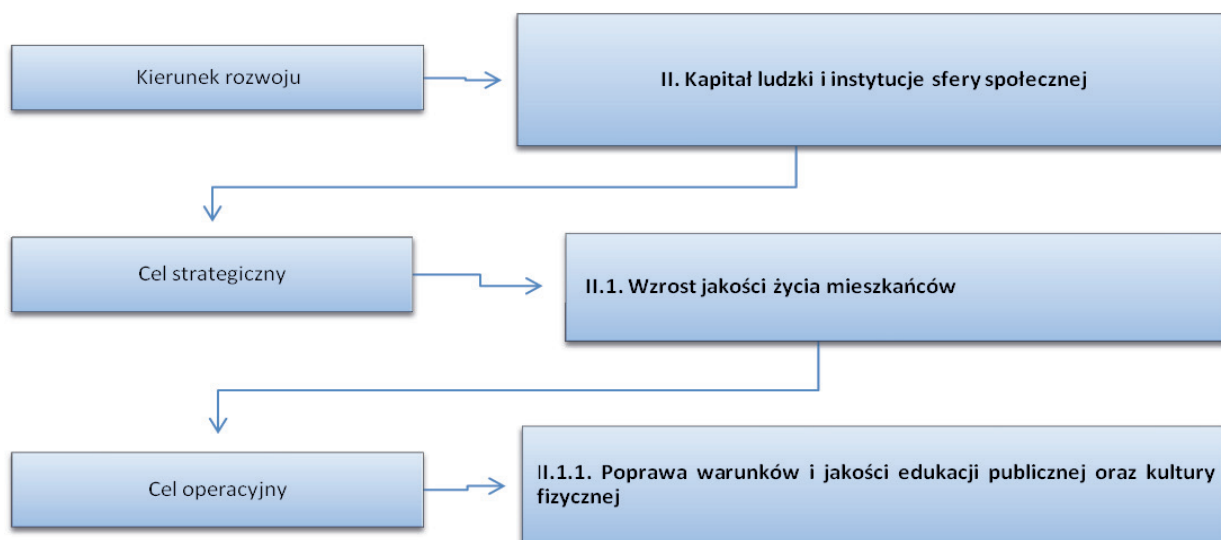 Kierunek rozwoju
II. Kapitał ludzki i instytucje sfery społecznej
Cel strategiczny
II.1. Wzrost jakości życia mieszkańców
Cel operacyjny
II.1.1. Poprawa warunków i jakości edukacji publicznej oraz kultury
fizycznej